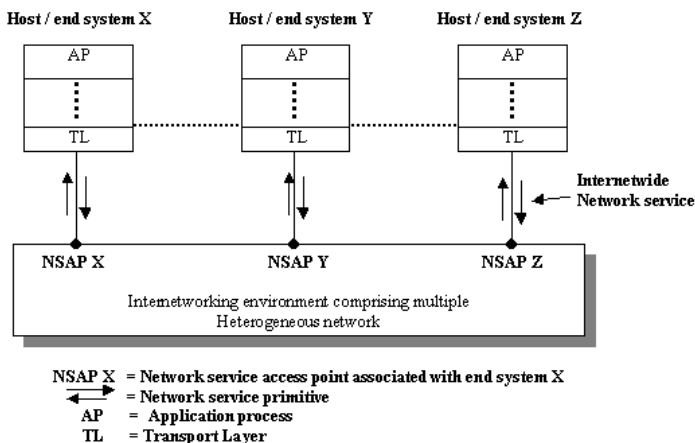 Host / end system X
Host / end system Y
Host / end system Z
AP
AP
AP
TL
TL
TL
Internetwide
Network service
NSAP X
NSAP Y
NSAP Z
Internetworking environment comprising multiple
Heterogeneous network
NSAP X = Network service access point associated with end system X
= Network service primitive
AP = Application process
TL = Transport Layer